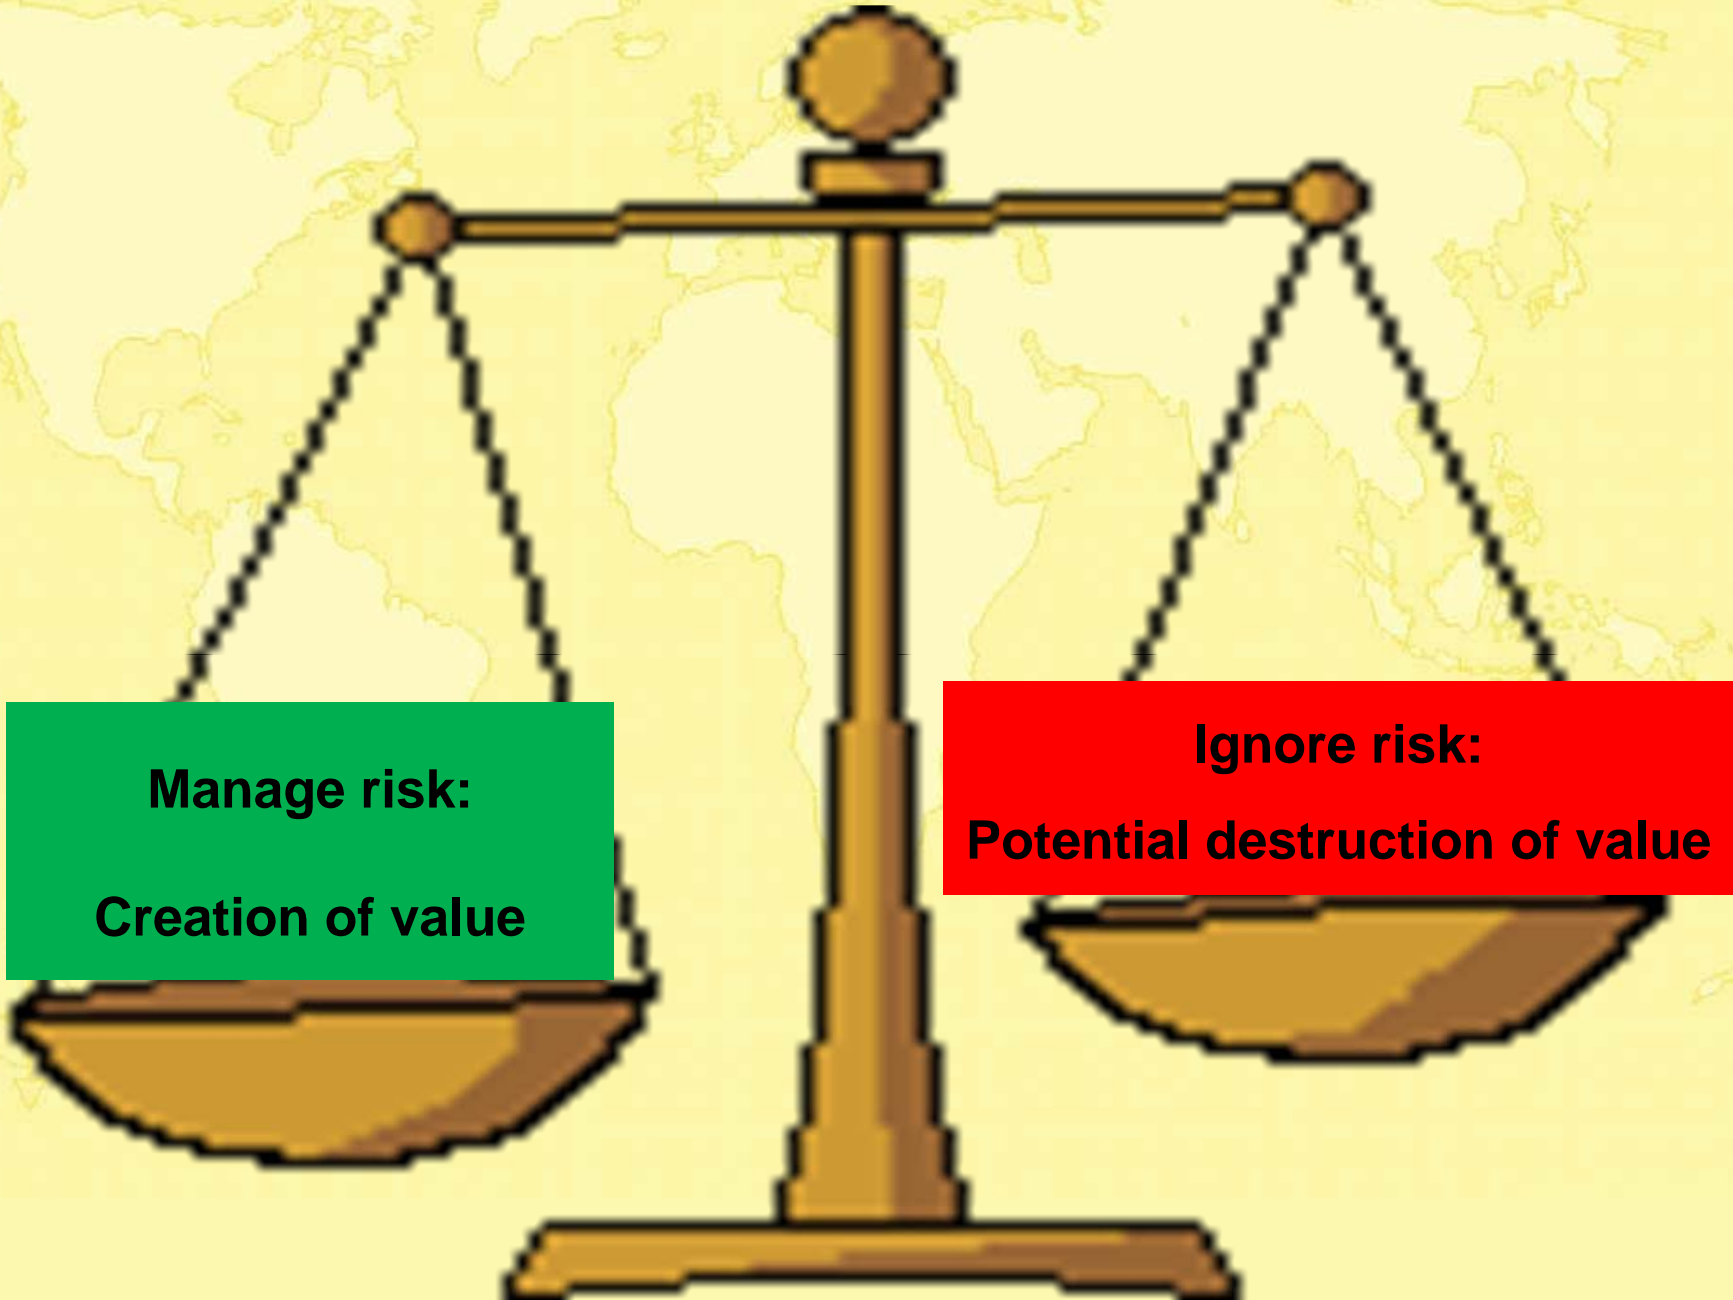 Manage risk:
Creation of value
Ignore risk:
Potential destruction of value